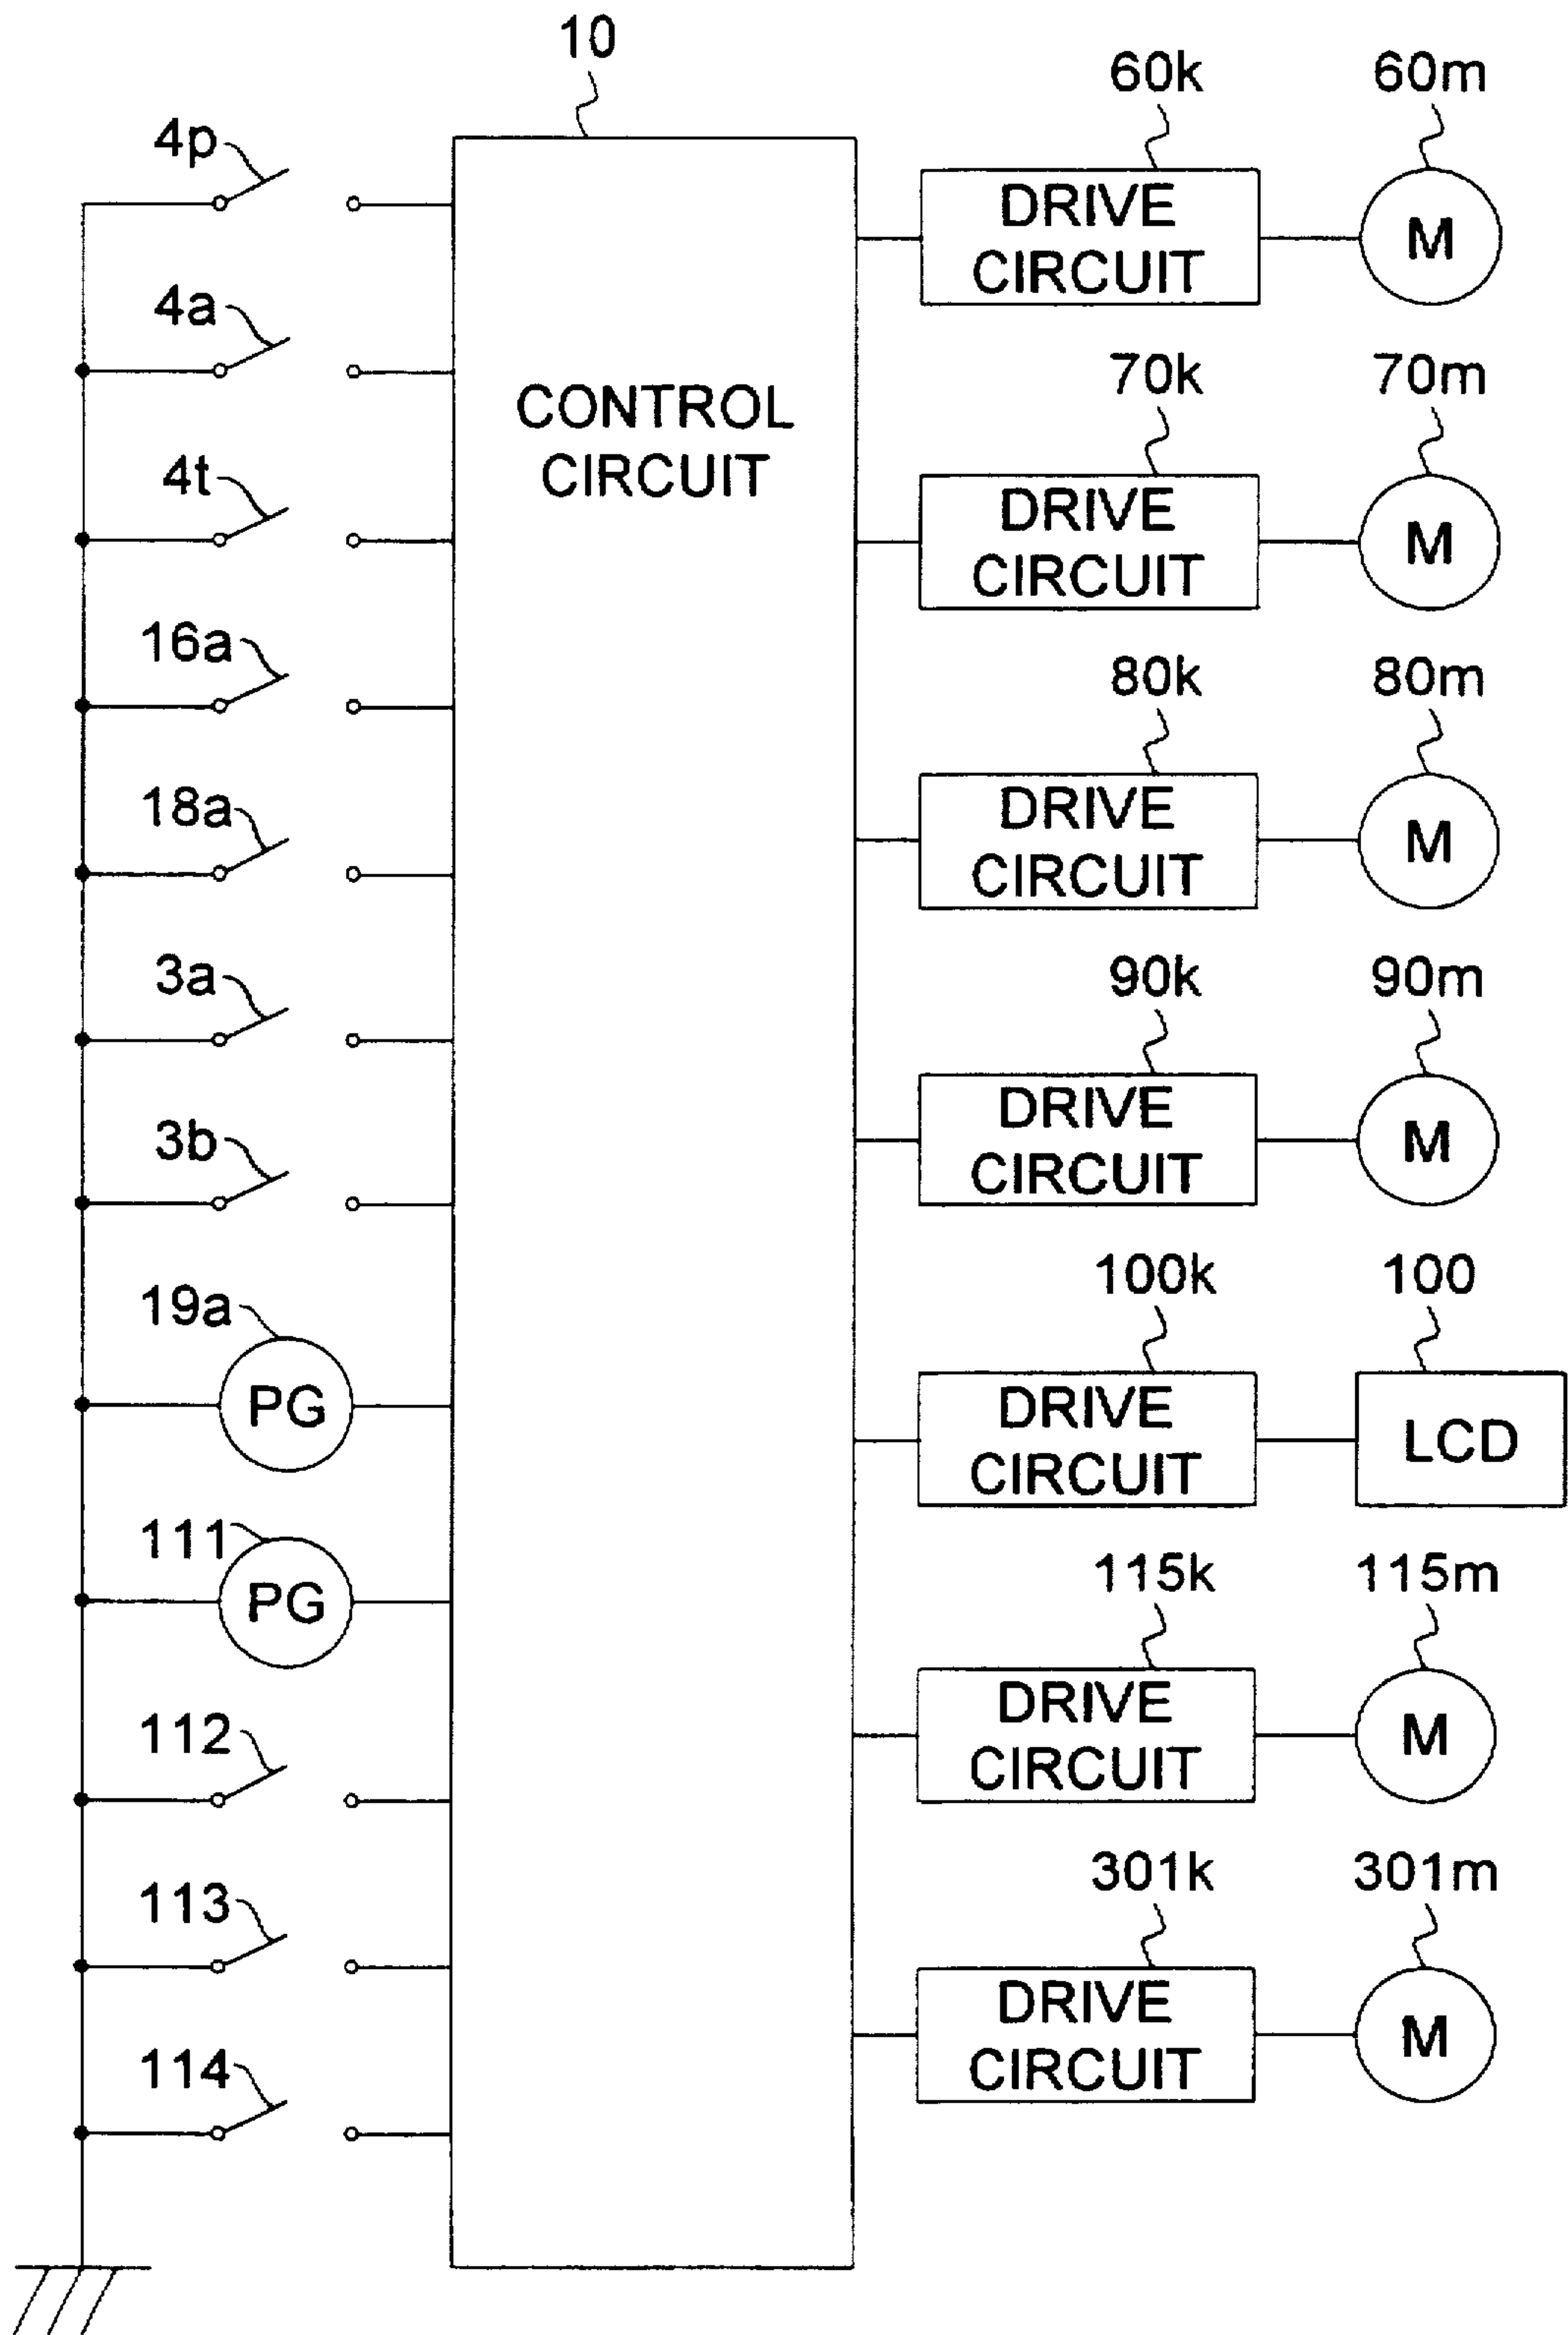 10
60k 60m
4p
DRIVE
CIRCUIT
M
4a
70k 70m
CONTROL
CIRCUIT
4t
DRIVE
CIRCUIT
M
16a
80k 80m
18a
DRIVE
CIRCUIT
M
3a
90k 90m
3b
DRIVE
CIRCUIT
M
19a
100k 100
PG
DRIVE
CIRCUIT
LCD
111
115k 115m
PG
112
DRIVE
CIRCUIT
M
113
301k 301m
114
DRIVE
CIRCUIT
M